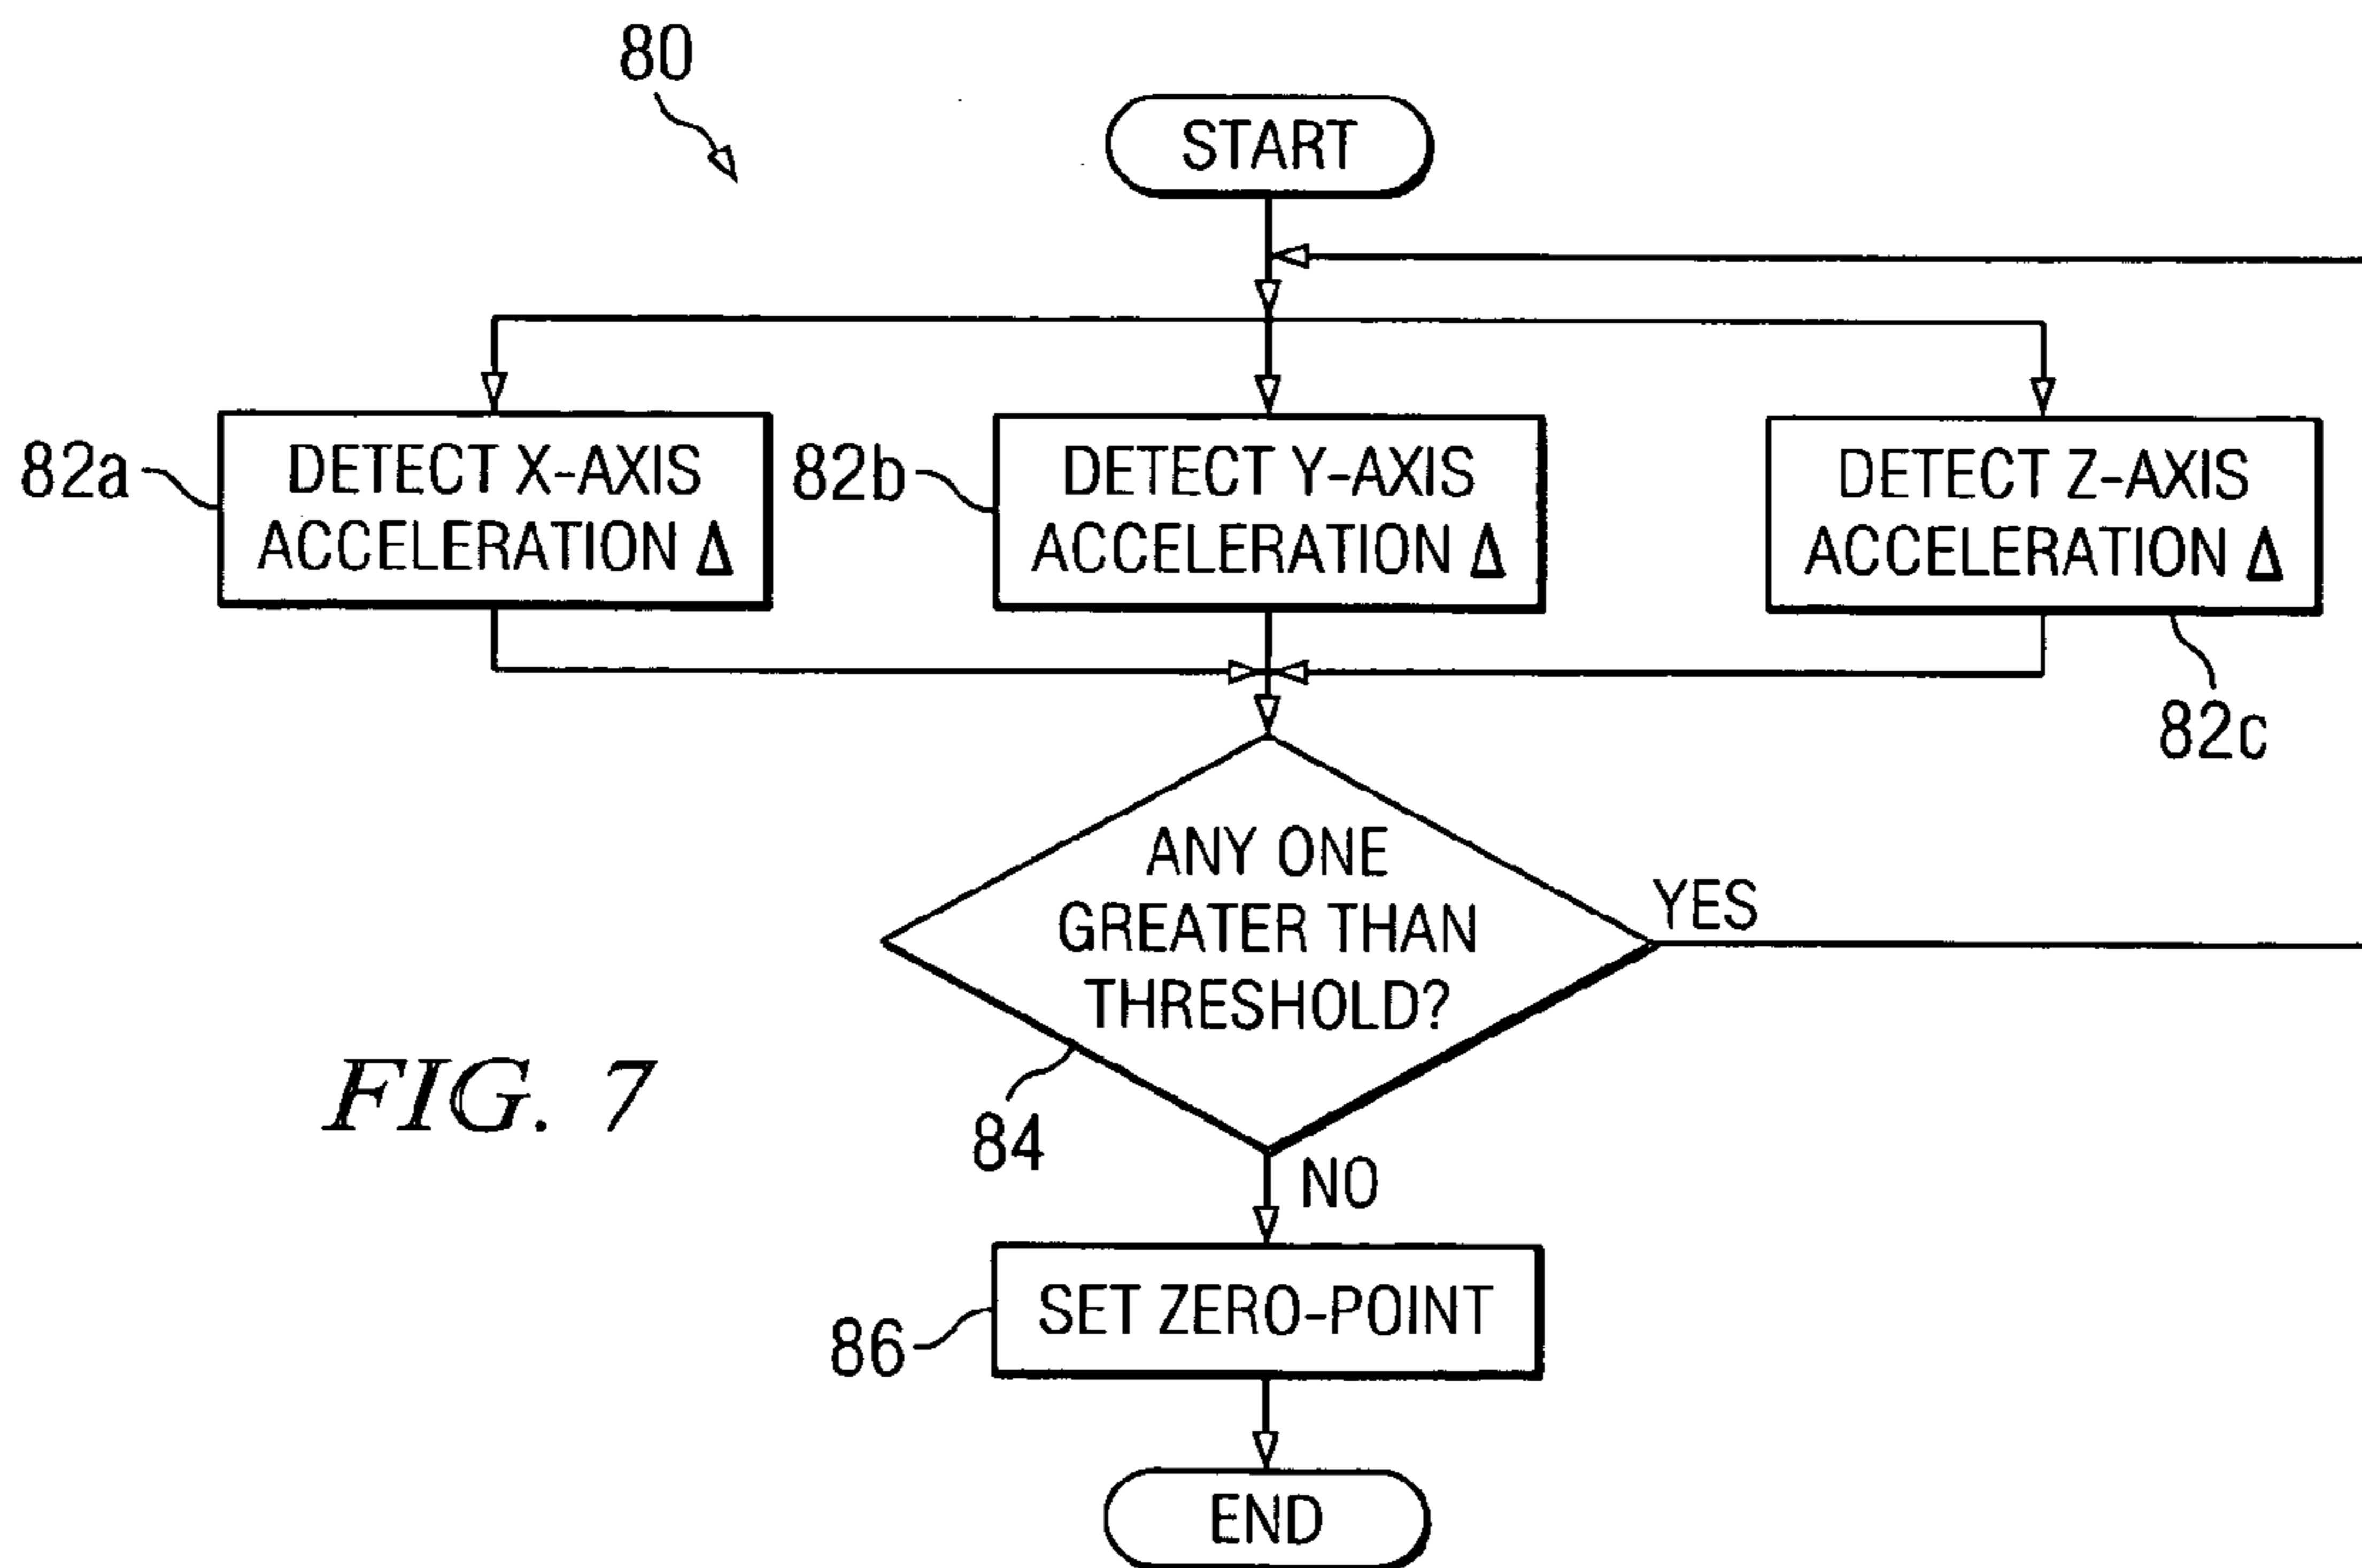 80
START
82a
DETECT X-AXIS
ACCELERATION Δ
82b
DETECT Y-AXIS
ACCELERATION Δ
DETECT Z-AXIS
ACCELERATION Δ
82c
ANY ONE
GREATER THAN
THRESHOLD?
YES
84
NO
FIG. 7
86
SET ZERO-POINT
END